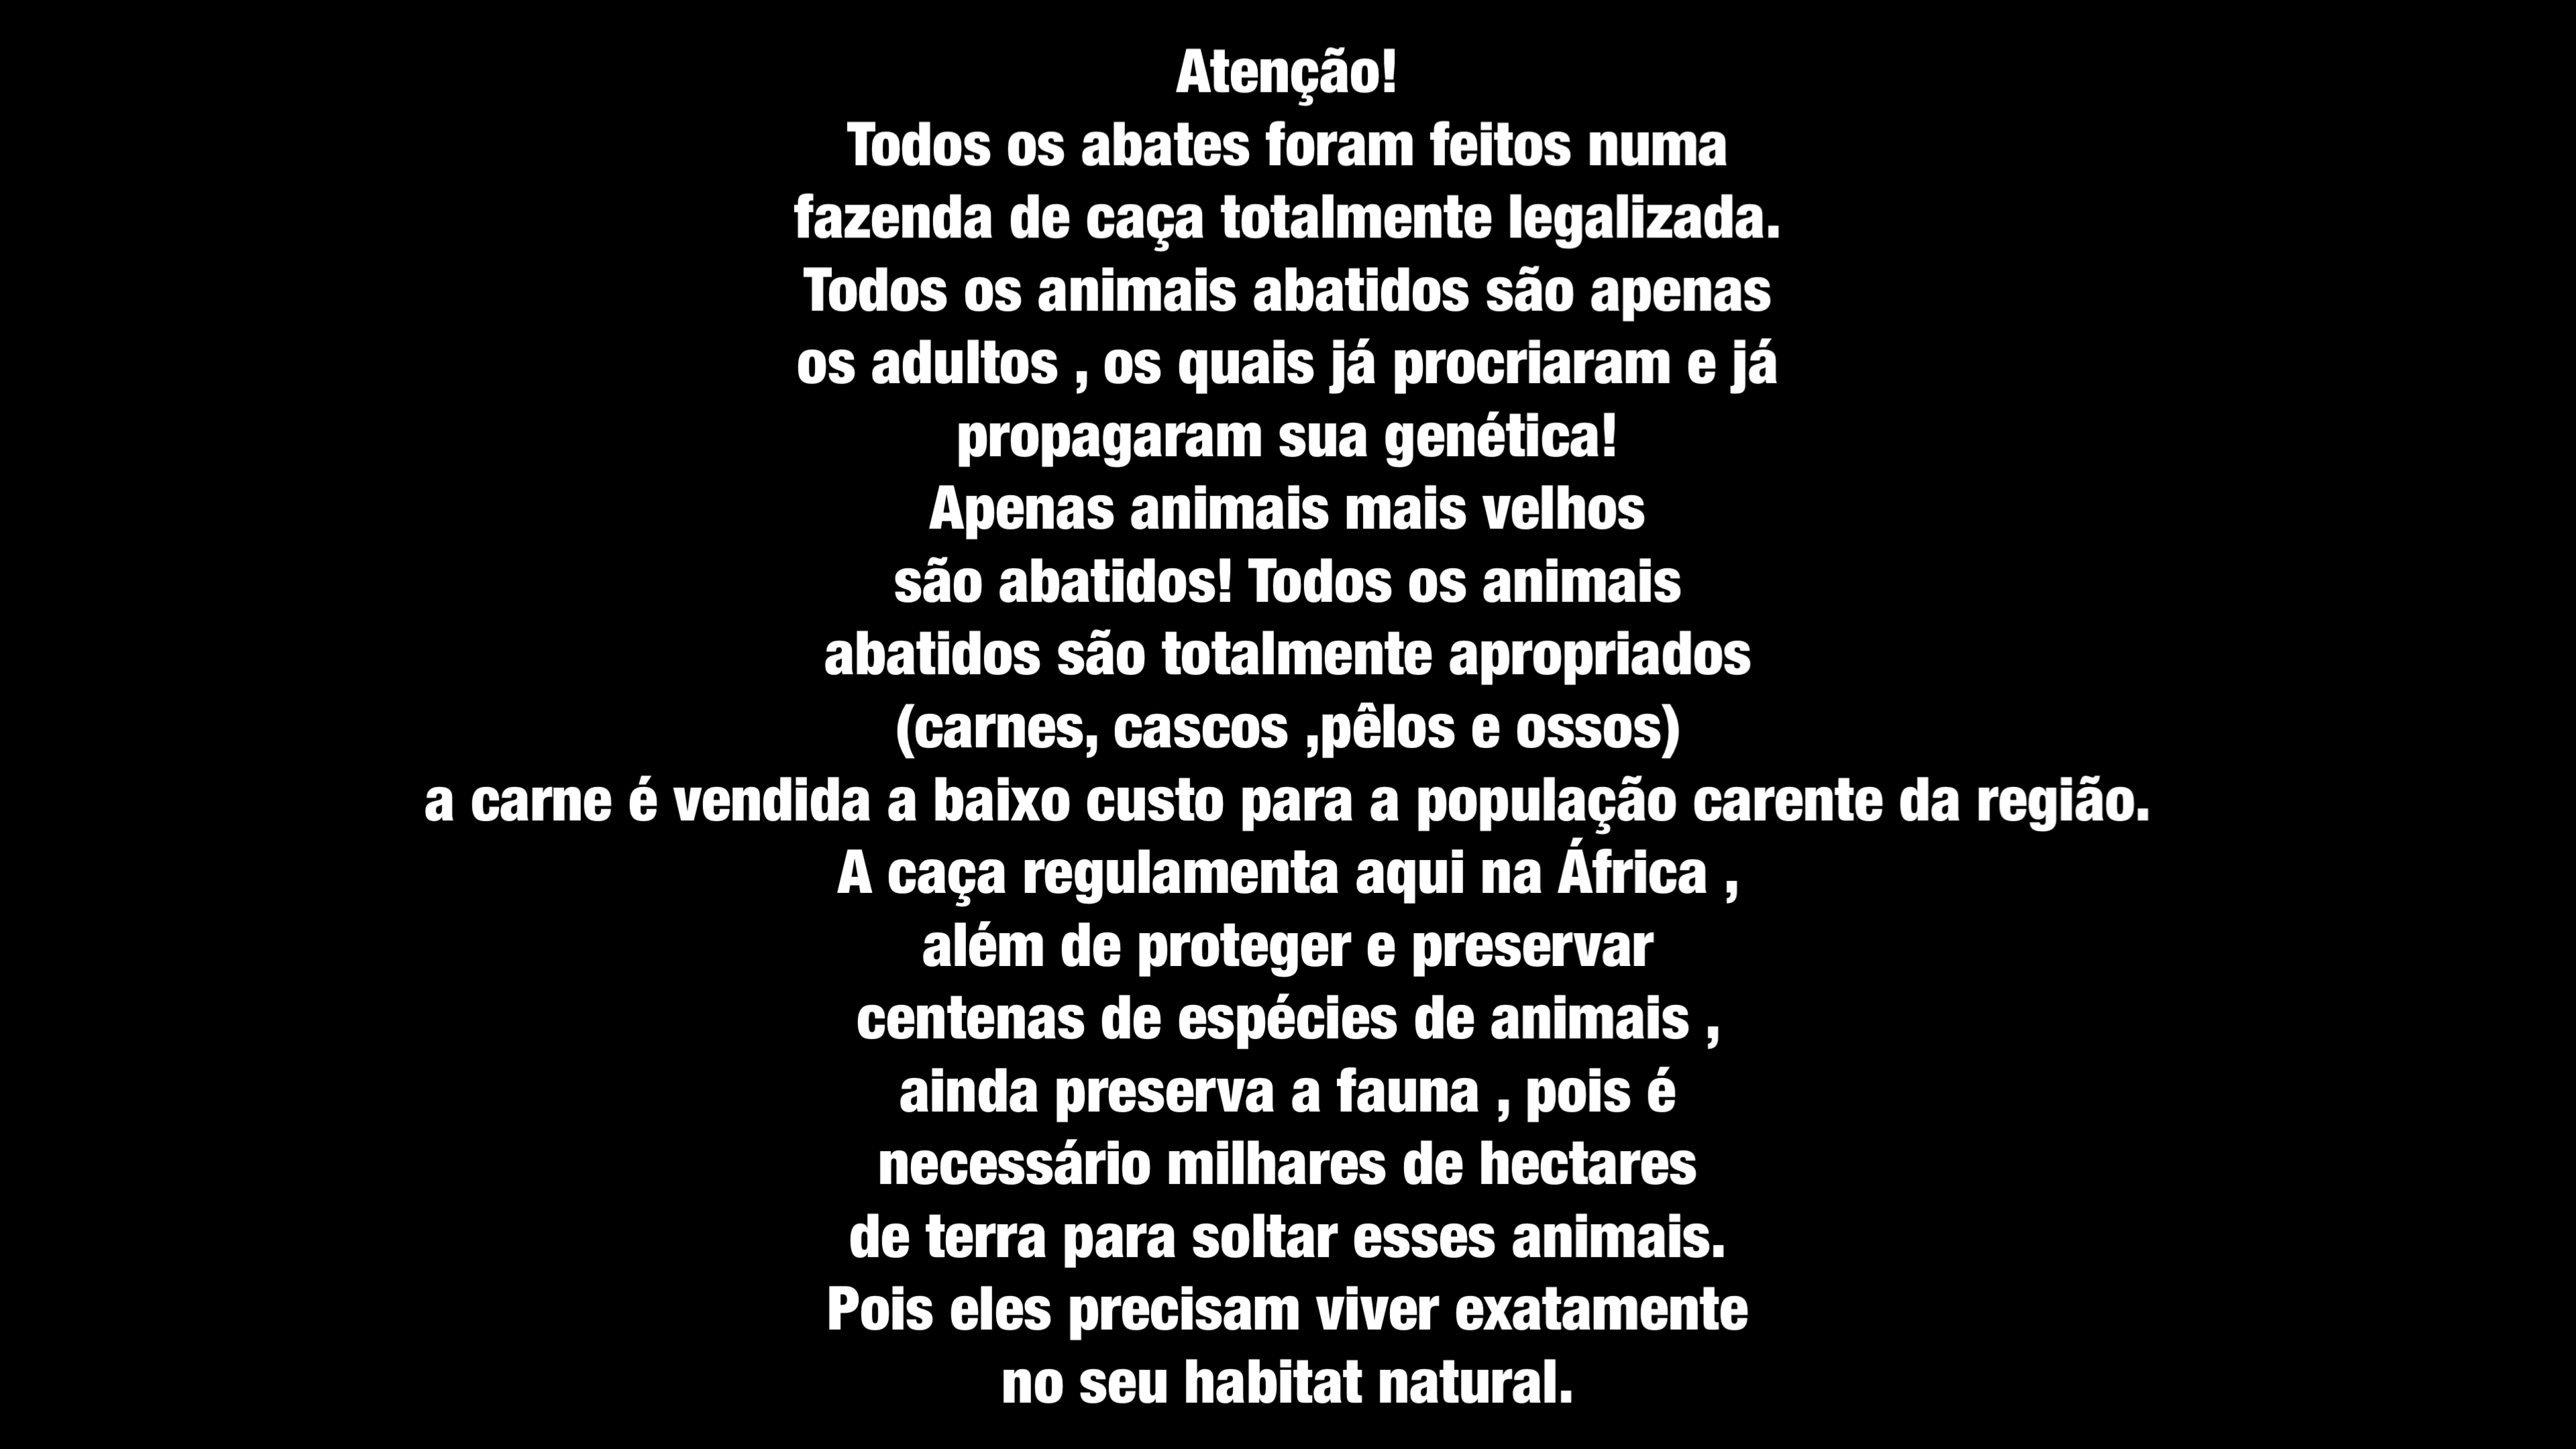 Atenção!
Todos os abates foram feitos numa
fazenda de caça totalmente legalizada.
Todos os animais abatidos são apenas
os adultos , os quais já procriaram e já
propagaram sua genética!
Apenas animais mais velhos
são abatidos! Todos os animais
abatidos são totalmente apropriados
(carnes, cascos ,pêlos e ossos)
a carne é vendida a baixo custo para a população carente da região.
A caça regulamenta aqui na África ,
além de proteger e preservar
centenas de espécies de animais ,
ainda preserva a fauna , pois é
necessário milhares de hectares
de terra para soltar esses animais.
Pois eles precisam viver exatamente
no seu habitat natural.